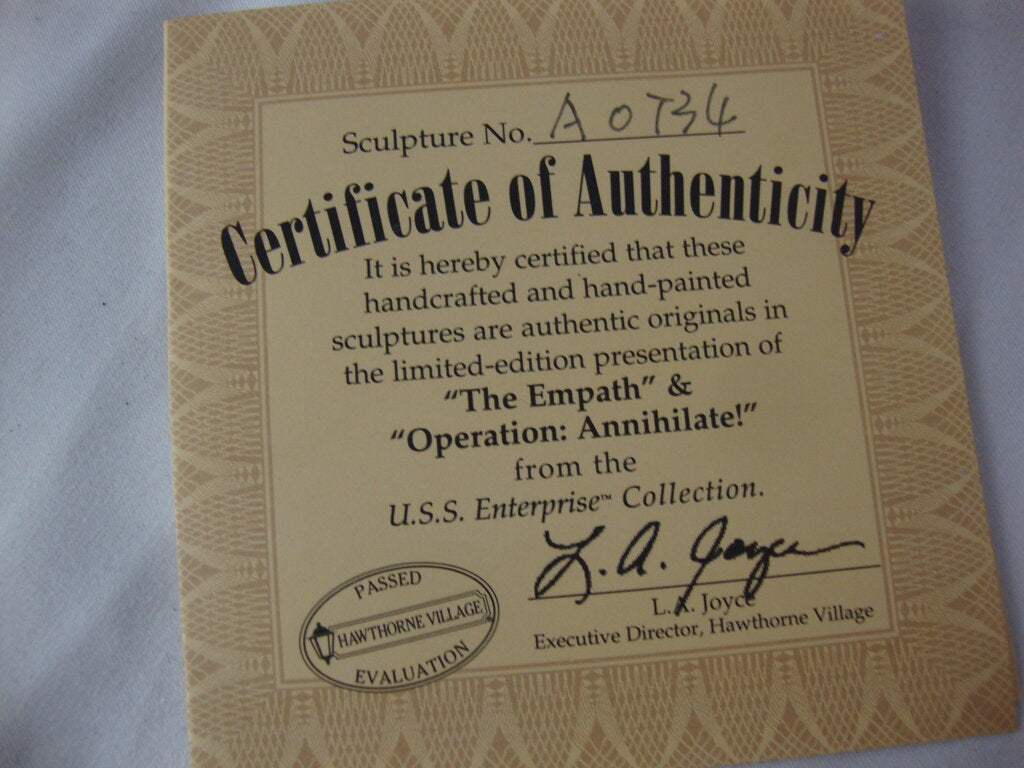 Sculpture No. A0734
Certificate of Authenticity
It is hereby certified that these
handcrafted and hand-painted
sculptures are authentic originals in
the limited-edition presentation of
"The Empath" &
"Operation: Annihilate!"
from the
U.S.S. Enterprise™ Collection.
L. A. Joyce
L.A. Joyce
Executive Director, Hawthorne Village
PASSED
HAWTHORNE VILLAGE
EVALUATION